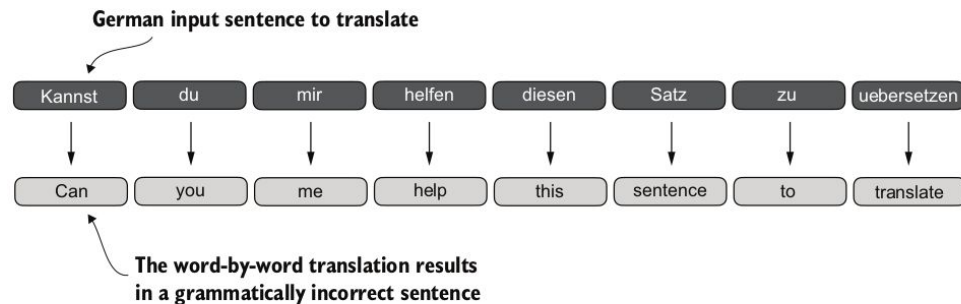 German input sentence to translate
Kannst du mir helfen diesen Satz zu uebersetzen
Can you me help this sentence to translate
The word-by-word translation results
in a grammatically incorrect sentence